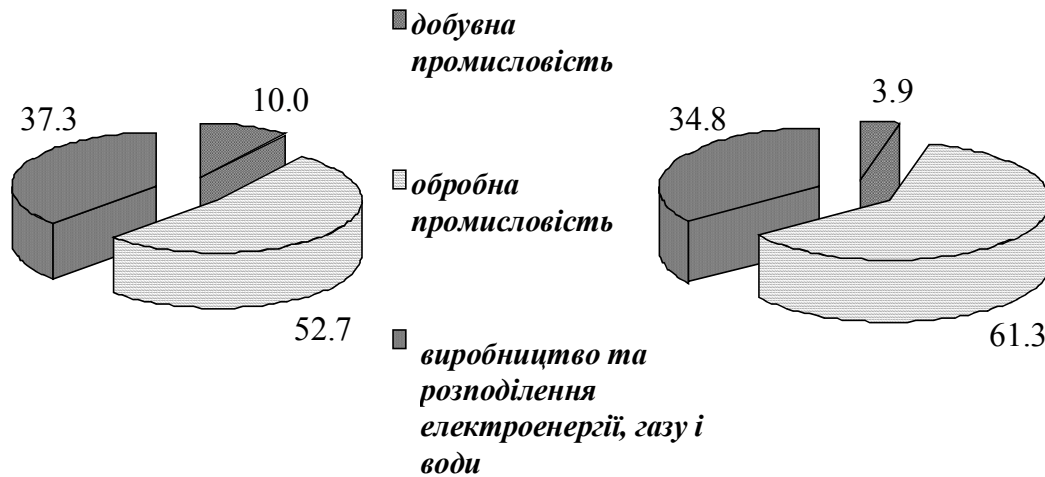 добувна
промисловість
10.0
37.3
52.7
обробна
промисловість
3.9
34.8
61.3
виробництво та
розподілення
електроенергії, газу і
води